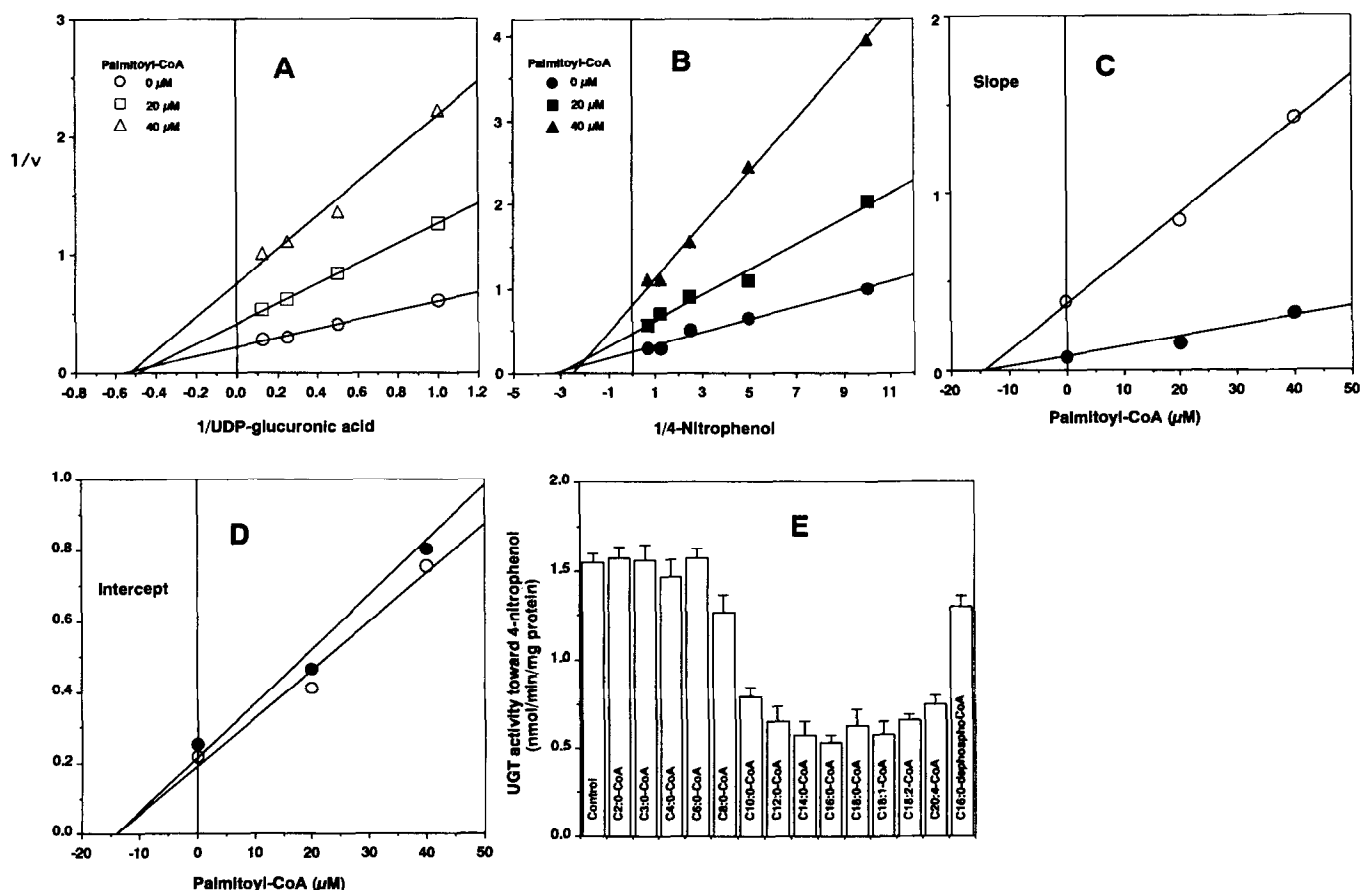 A
Palmitoyl-CoA
0 μM
20 μM
40 μM
1/v
3
2
1
0
-0.8
-0.6
-0.4
-0.2
0.0
0.2
0.4
0.6
0.8
1.0
1.2
1/UDP-glucuronic acid
B
Palmitoyl-CoA
0 μM
20 μM
40 μM
4
3
2
1
0
-5
-3
-1
1
3
5
7
9
11
1/4-Nitrophenol
C
Slope
2
1
0
20
10
0
10
20
30
40
50
Palmitoyl-CoA (μM)
D
Intercept
1.0
0.8
0.6
0.4
0.2
0.0
-20
-10
0
10
20
30
40
50
Palmitoyl-CoA (μM)
E
UGT activity toward 4-nitrophenol
(nmol/min/mg protein)
2.0
1.5
1.0
0.5
0.0
Control
C2:0-CoA
C3:0-CoA
C4:0-CoA
C6:0-CoA
C8:0-CoA
C10:0-CoA
C12:0-CoA
C14:0-CoA
C16:0-CoA
C18:0-CoA
C18:1-CoA
C18:2-CoA
C20:4-CoA
C16:0-dephosphoCoA